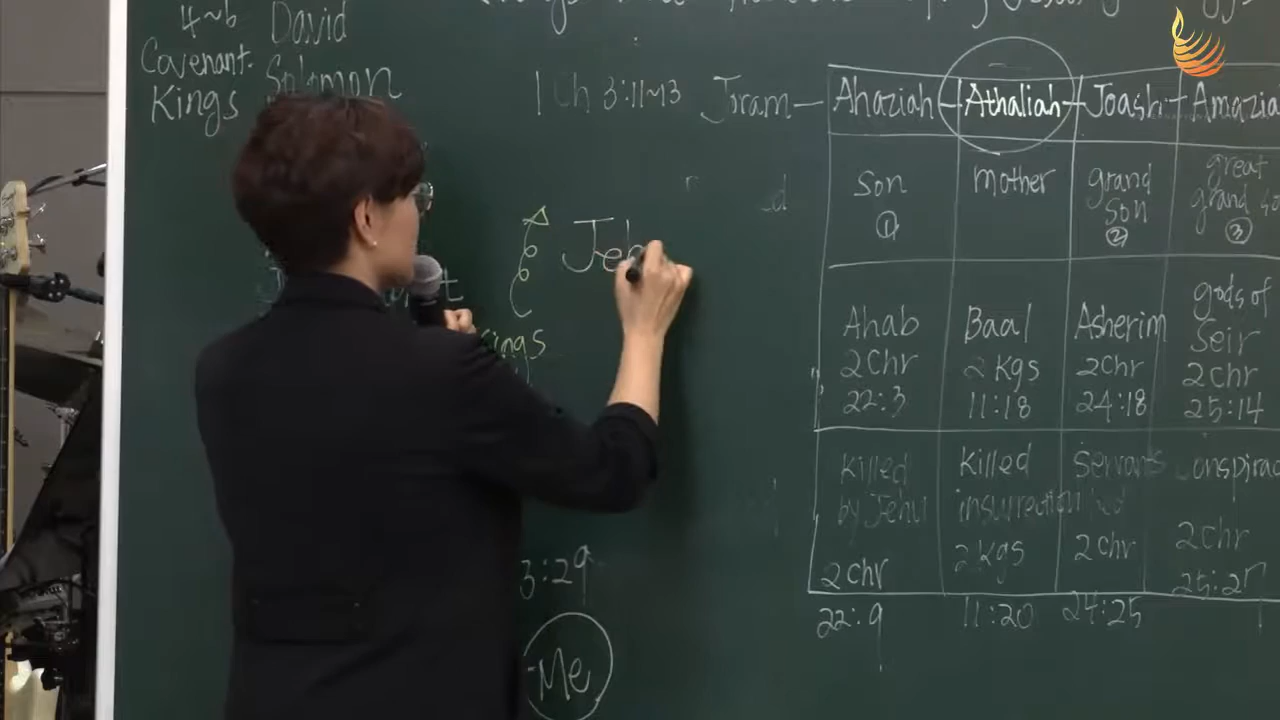 4~6 David
Covenant. Solomon
Kings
1 Ch 3:11~13 Joram — Ahaziah — Athaliah — Joash —
son mother grand great
son grand
① ② ③
Jeh
kings
Ahab Baal Asherim gods of
2 Chr 2 Kgs 2 Chr Seir
22:3 11:18 24:18 2 Chr
25:14
Killed Killed servants
by Jehu insurrection
2 Chr 2 Kgs 2 Chr 2 Chr
22:9 11:20 24:25 25:27
3:29
Me